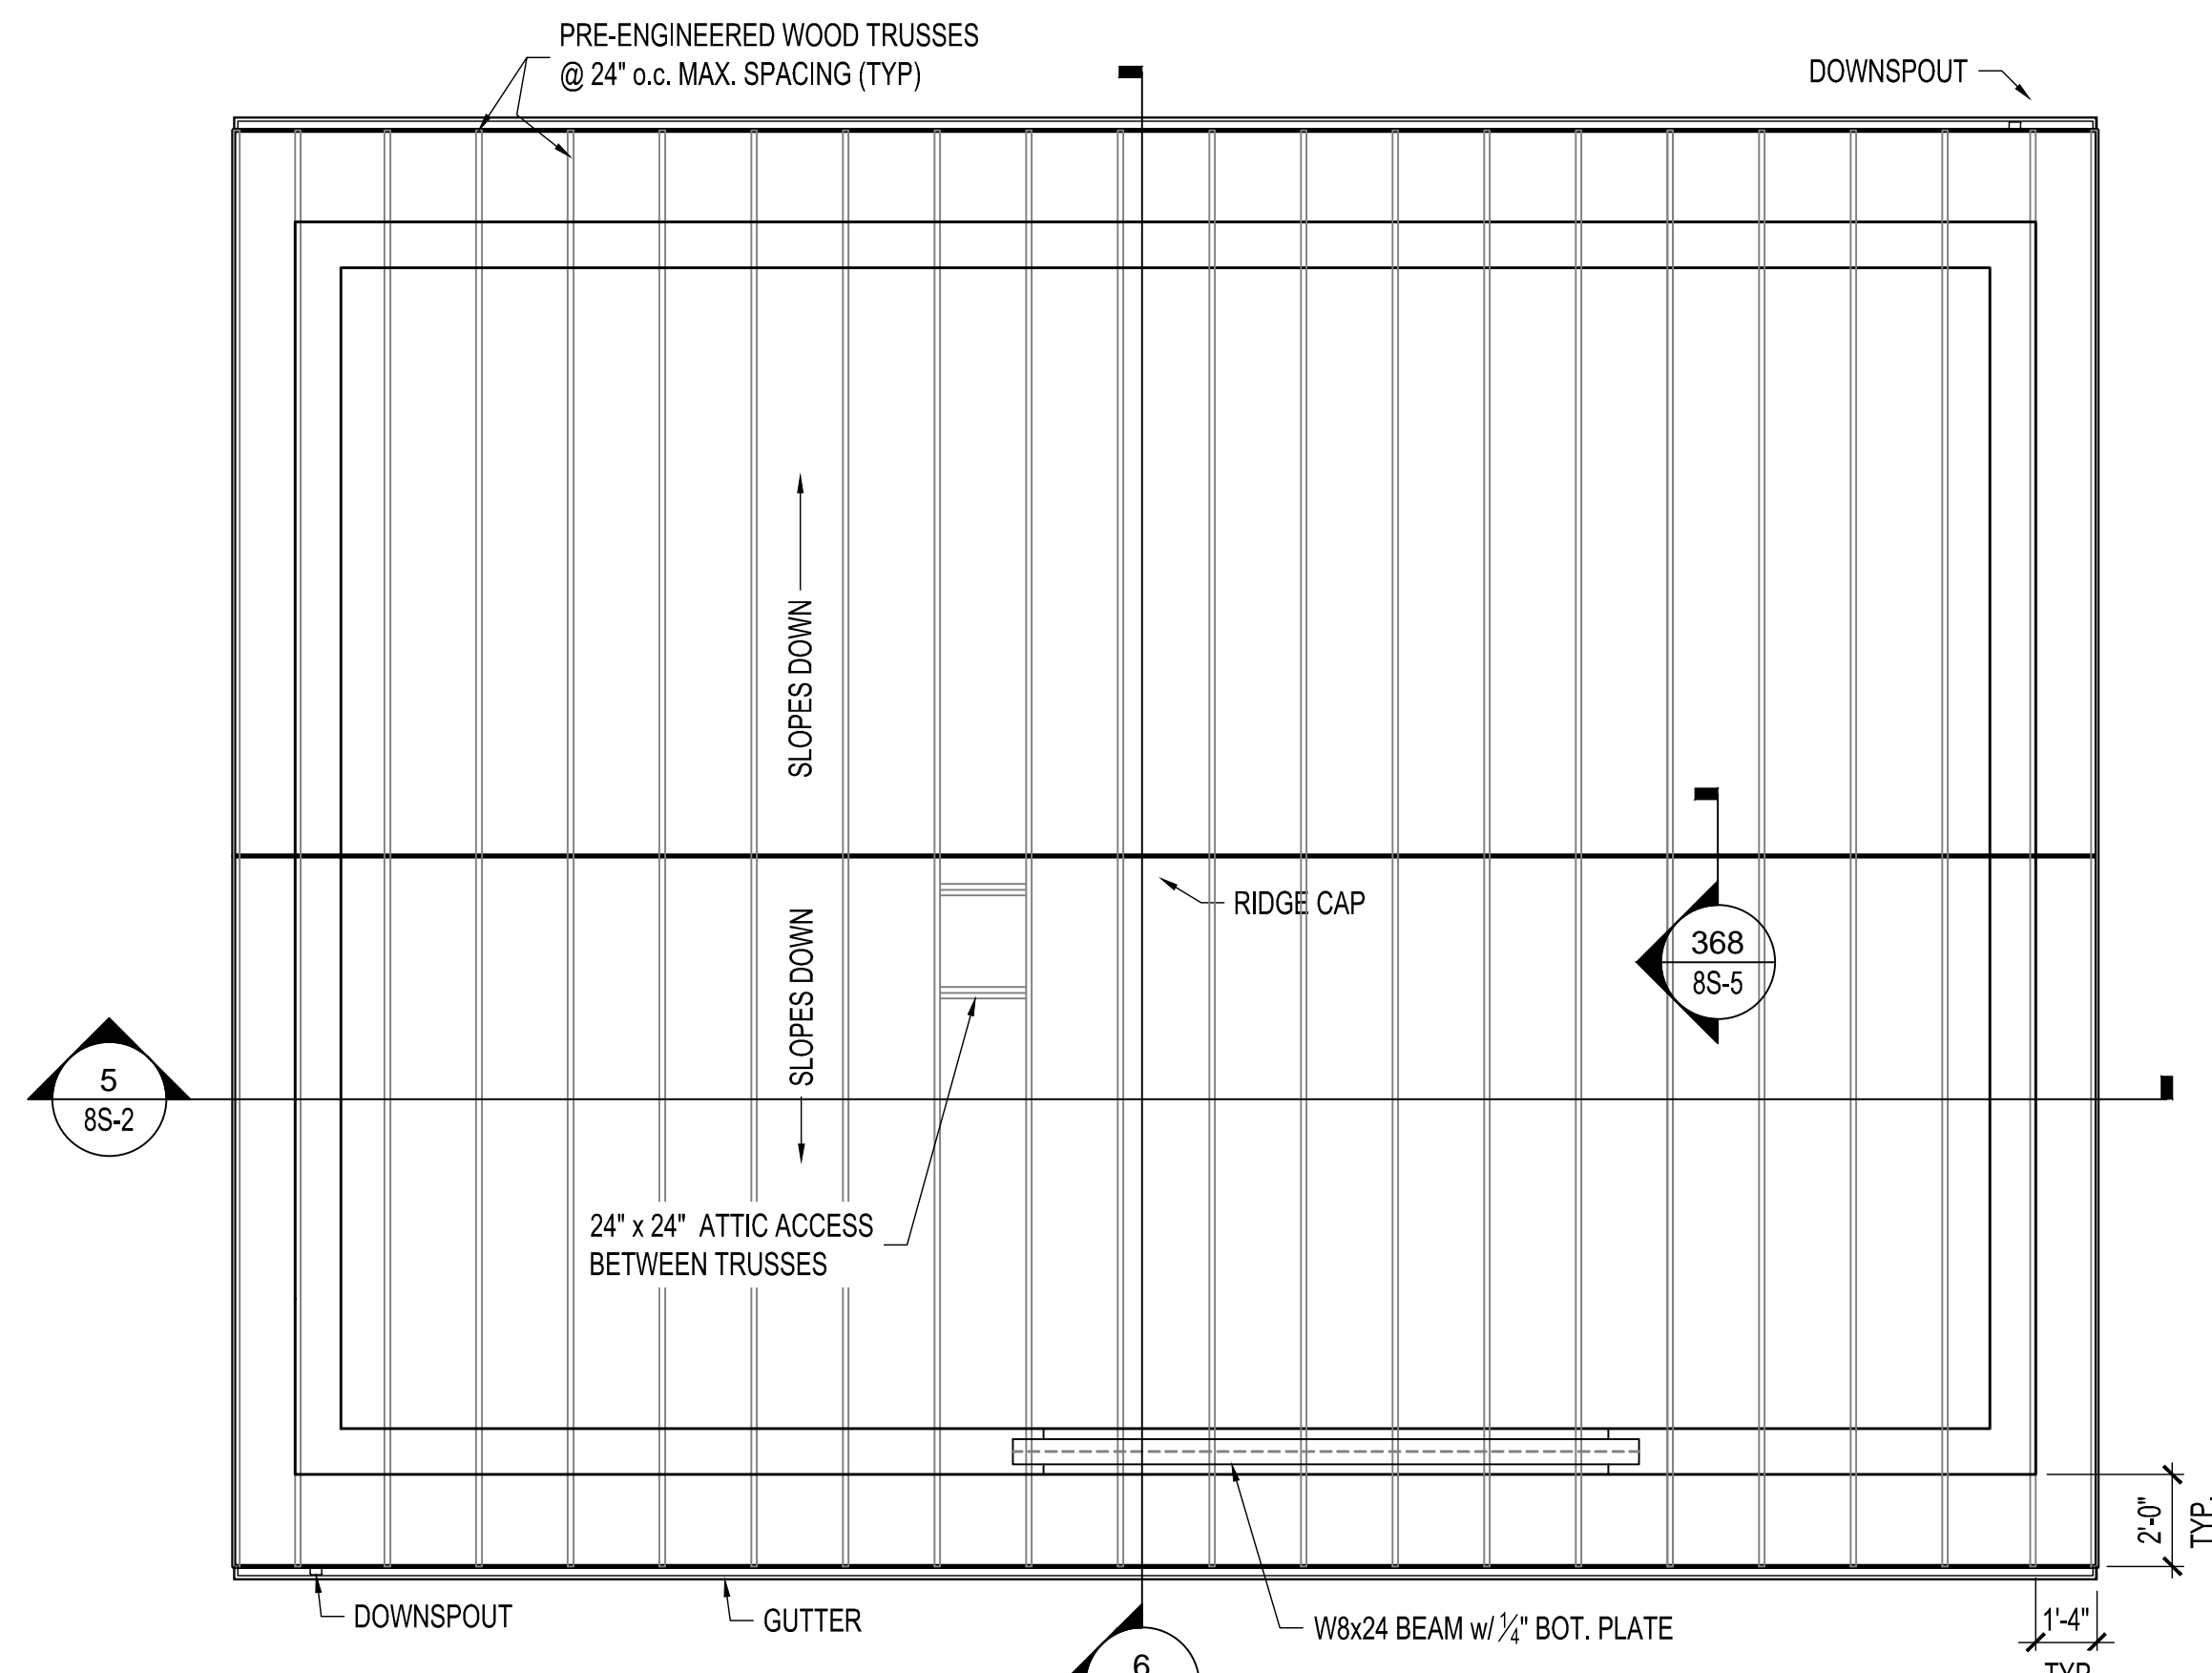 PRE-ENGINEERED WOOD TRUSSES
@ 24" o.c. MAX. SPACING (TYP)
DOWNSPOUT
SLOPES DOWN
RIDGE CAP
SLOPES DOWN
368
8S-5
5
8S-2
24" x 24" ATTIC ACCESS
BETWEEN TRUSSES
2'-0"
TYP.
DOWNSPOUT
GUTTER
W8x24 BEAM w/ 1/4" BOT. PLATE
1'-4"
TYP
6